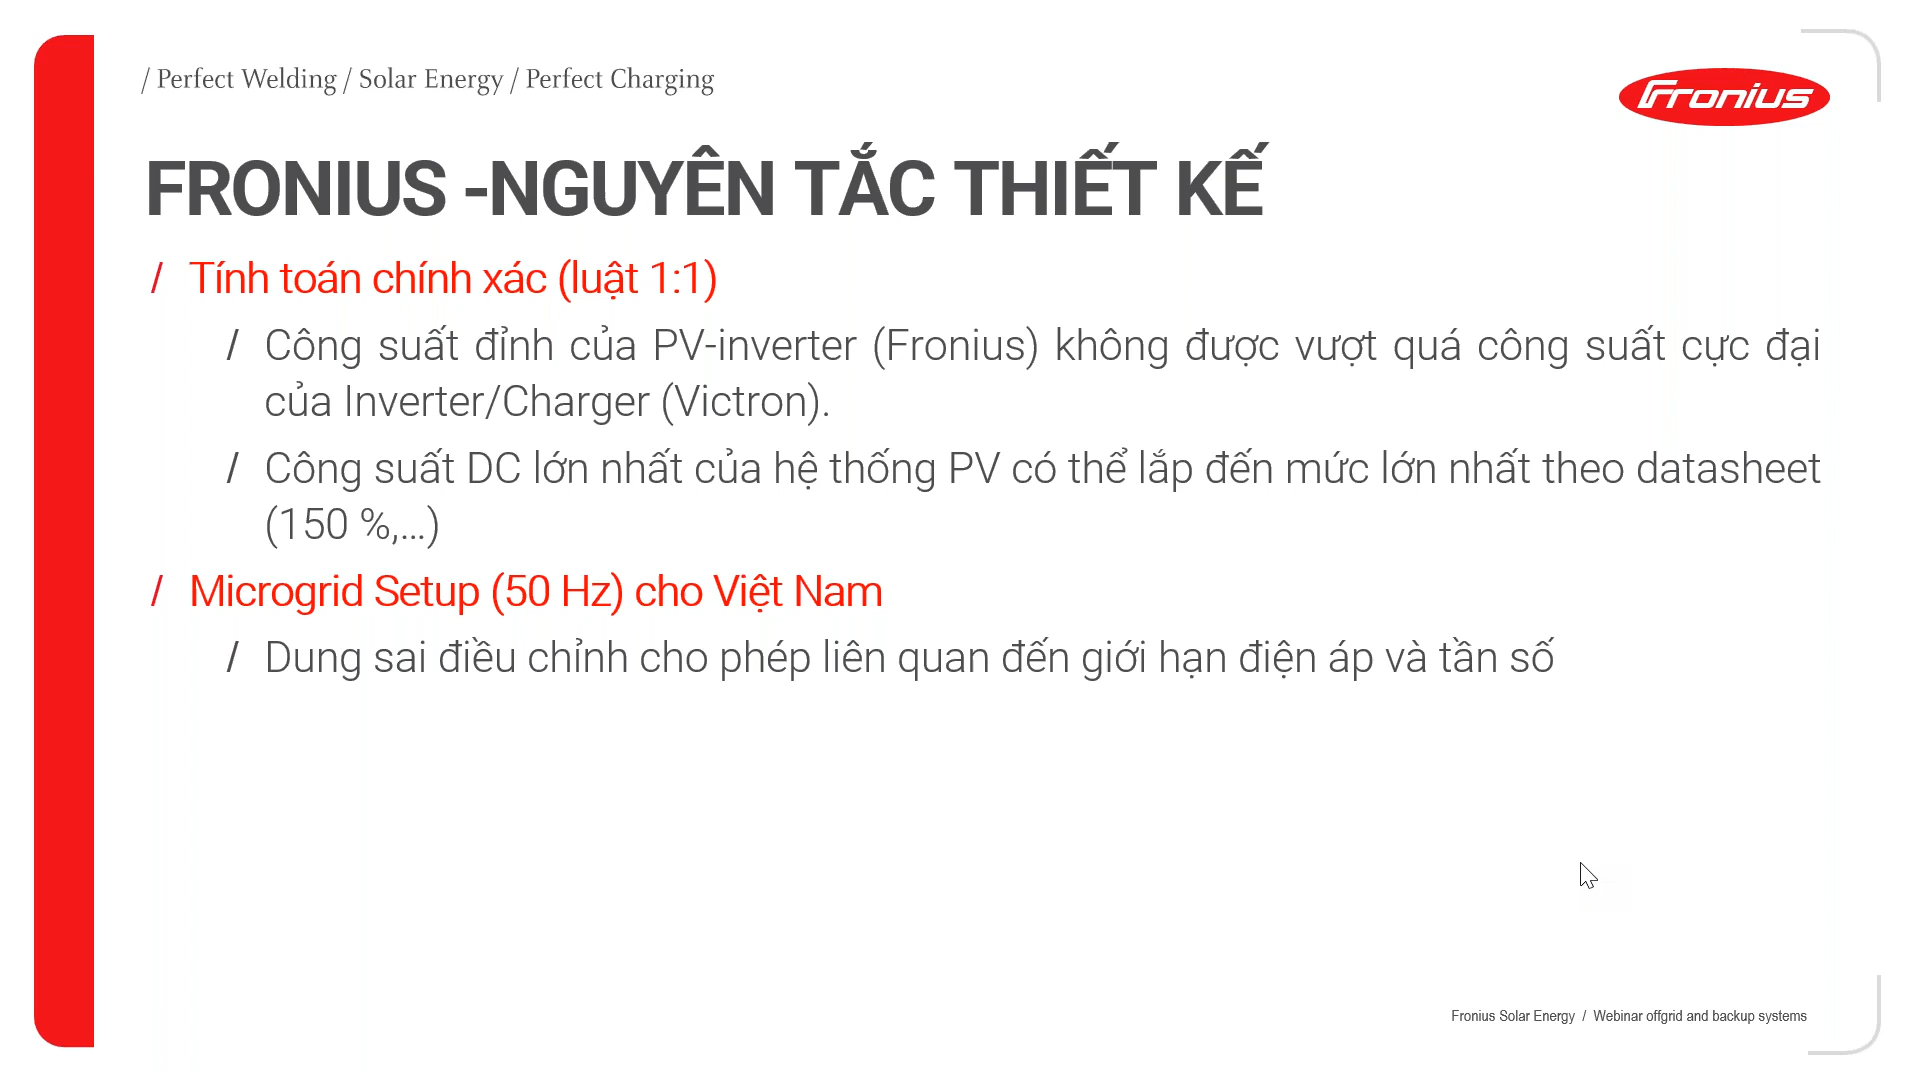 / Perfect Welding / Solar Energy / Perfect Charging
Fronius
FRONIUS -NGUYÊN TẮC THIẾT KẾ
/ Tính toán chính xác (luật 1:1)
/ Công suất đỉnh của PV-inverter (Fronius) không được vượt quá công suất cực đại
của Inverter/Charger (Victron).
/ Công suất DC lớn nhất của hệ thống PV có thể lắp đến mức lớn nhất theo datasheet
(150 %,...)
/ Microgrid Setup (50 Hz) cho Việt Nam
/ Dung sai điều chỉnh cho phép liên quan đến giới hạn điện áp và tần số
Fronius Solar Energy / Webinar offgrid and backup systems